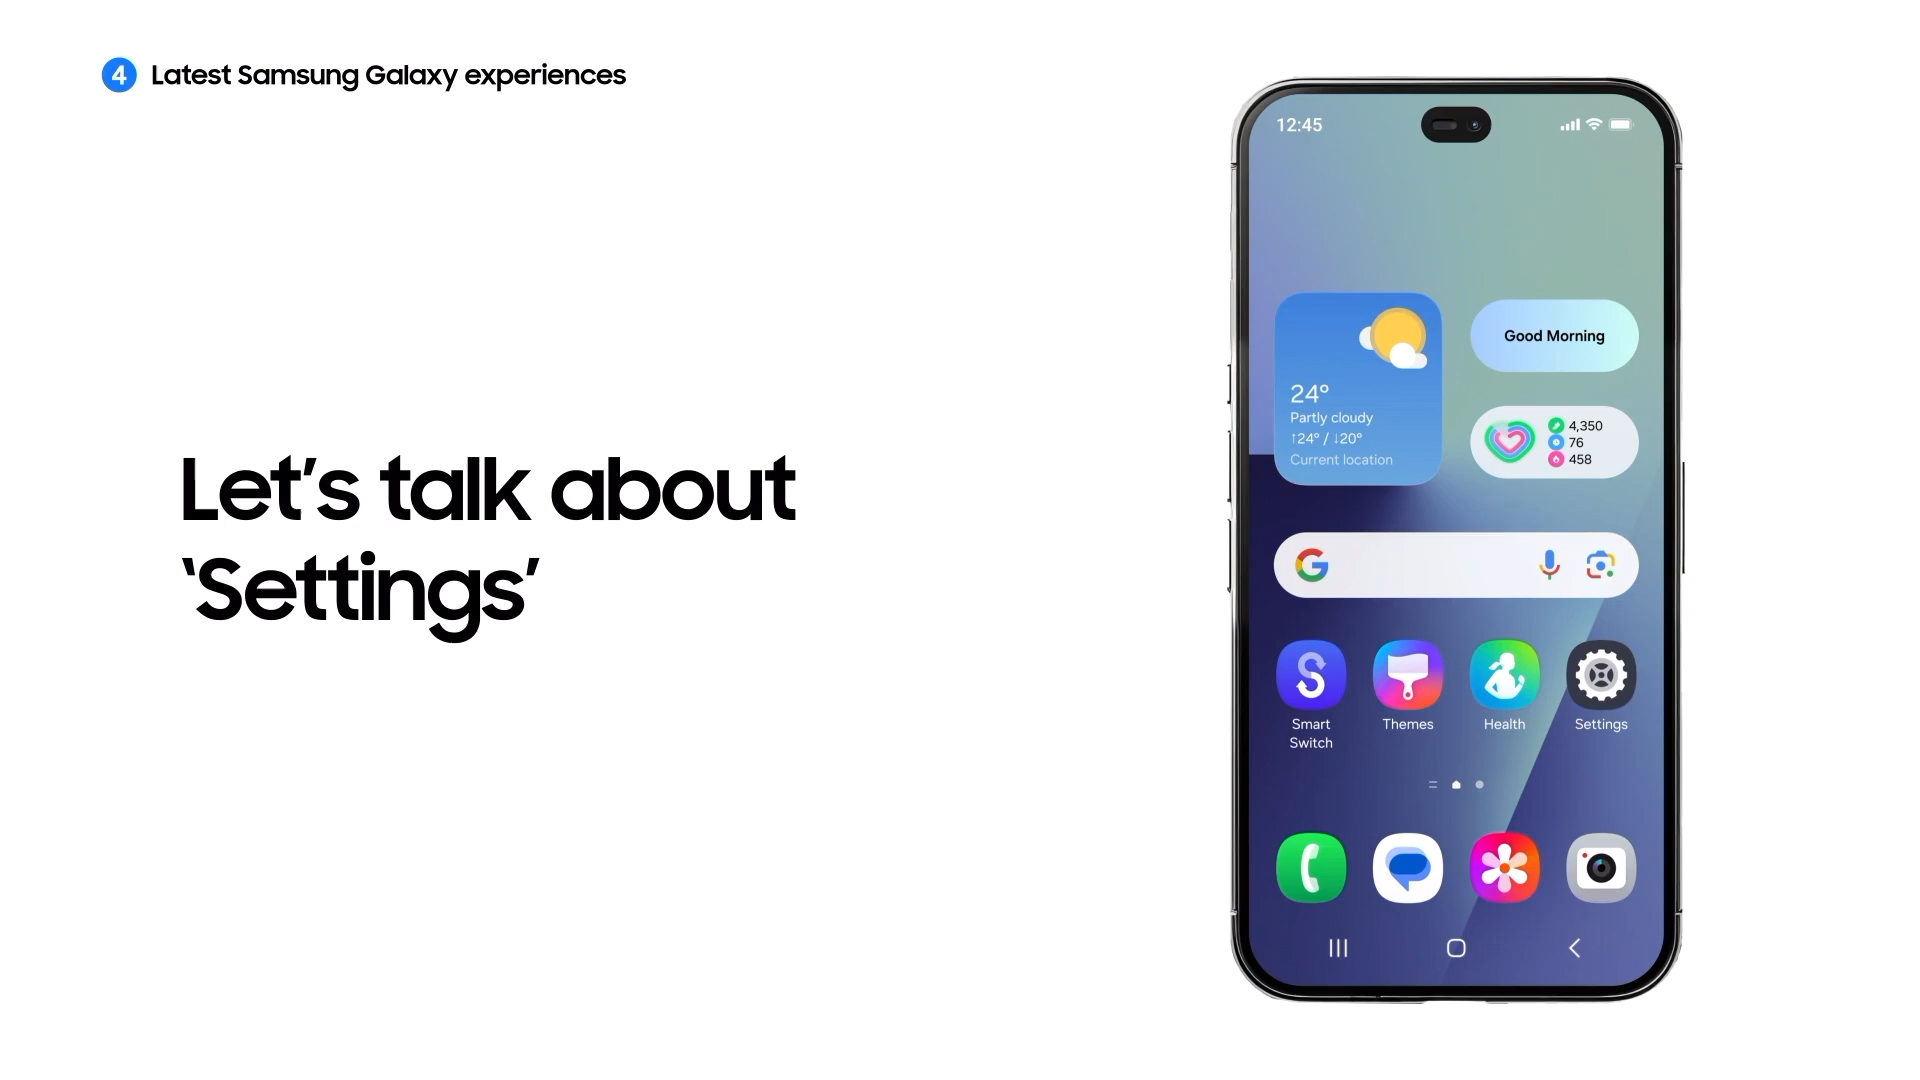 4 Latest Samsung Galaxy experiences
Let’s talk about
‘Settings’
12:45
24°
Partly cloudy
↑24° / ↓20°
Current location
Good Morning
4,350
76
458
G
Smart
Switch
Themes
Health
Settings